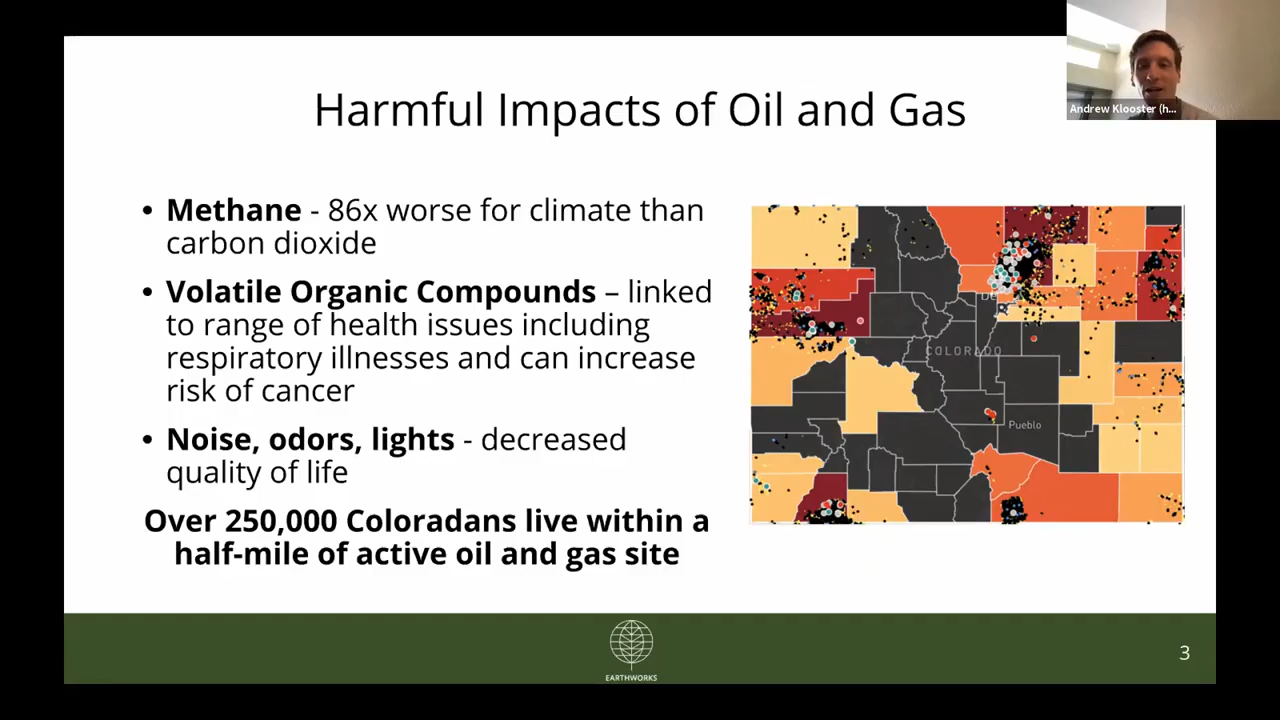 Andrew Klooster (h...
Harmful Impacts of Oil and Gas
• Methane - 86x worse for climate than
carbon dioxide
• Volatile Organic Compounds – linked
to range of health issues including
respiratory illnesses and can increase
risk of cancer
• Noise, odors, lights - decreased
quality of life
Over 250,000 Coloradans live within a
half-mile of active oil and gas site
De
COLORADO
Pueblo
EARTHWORKS
3